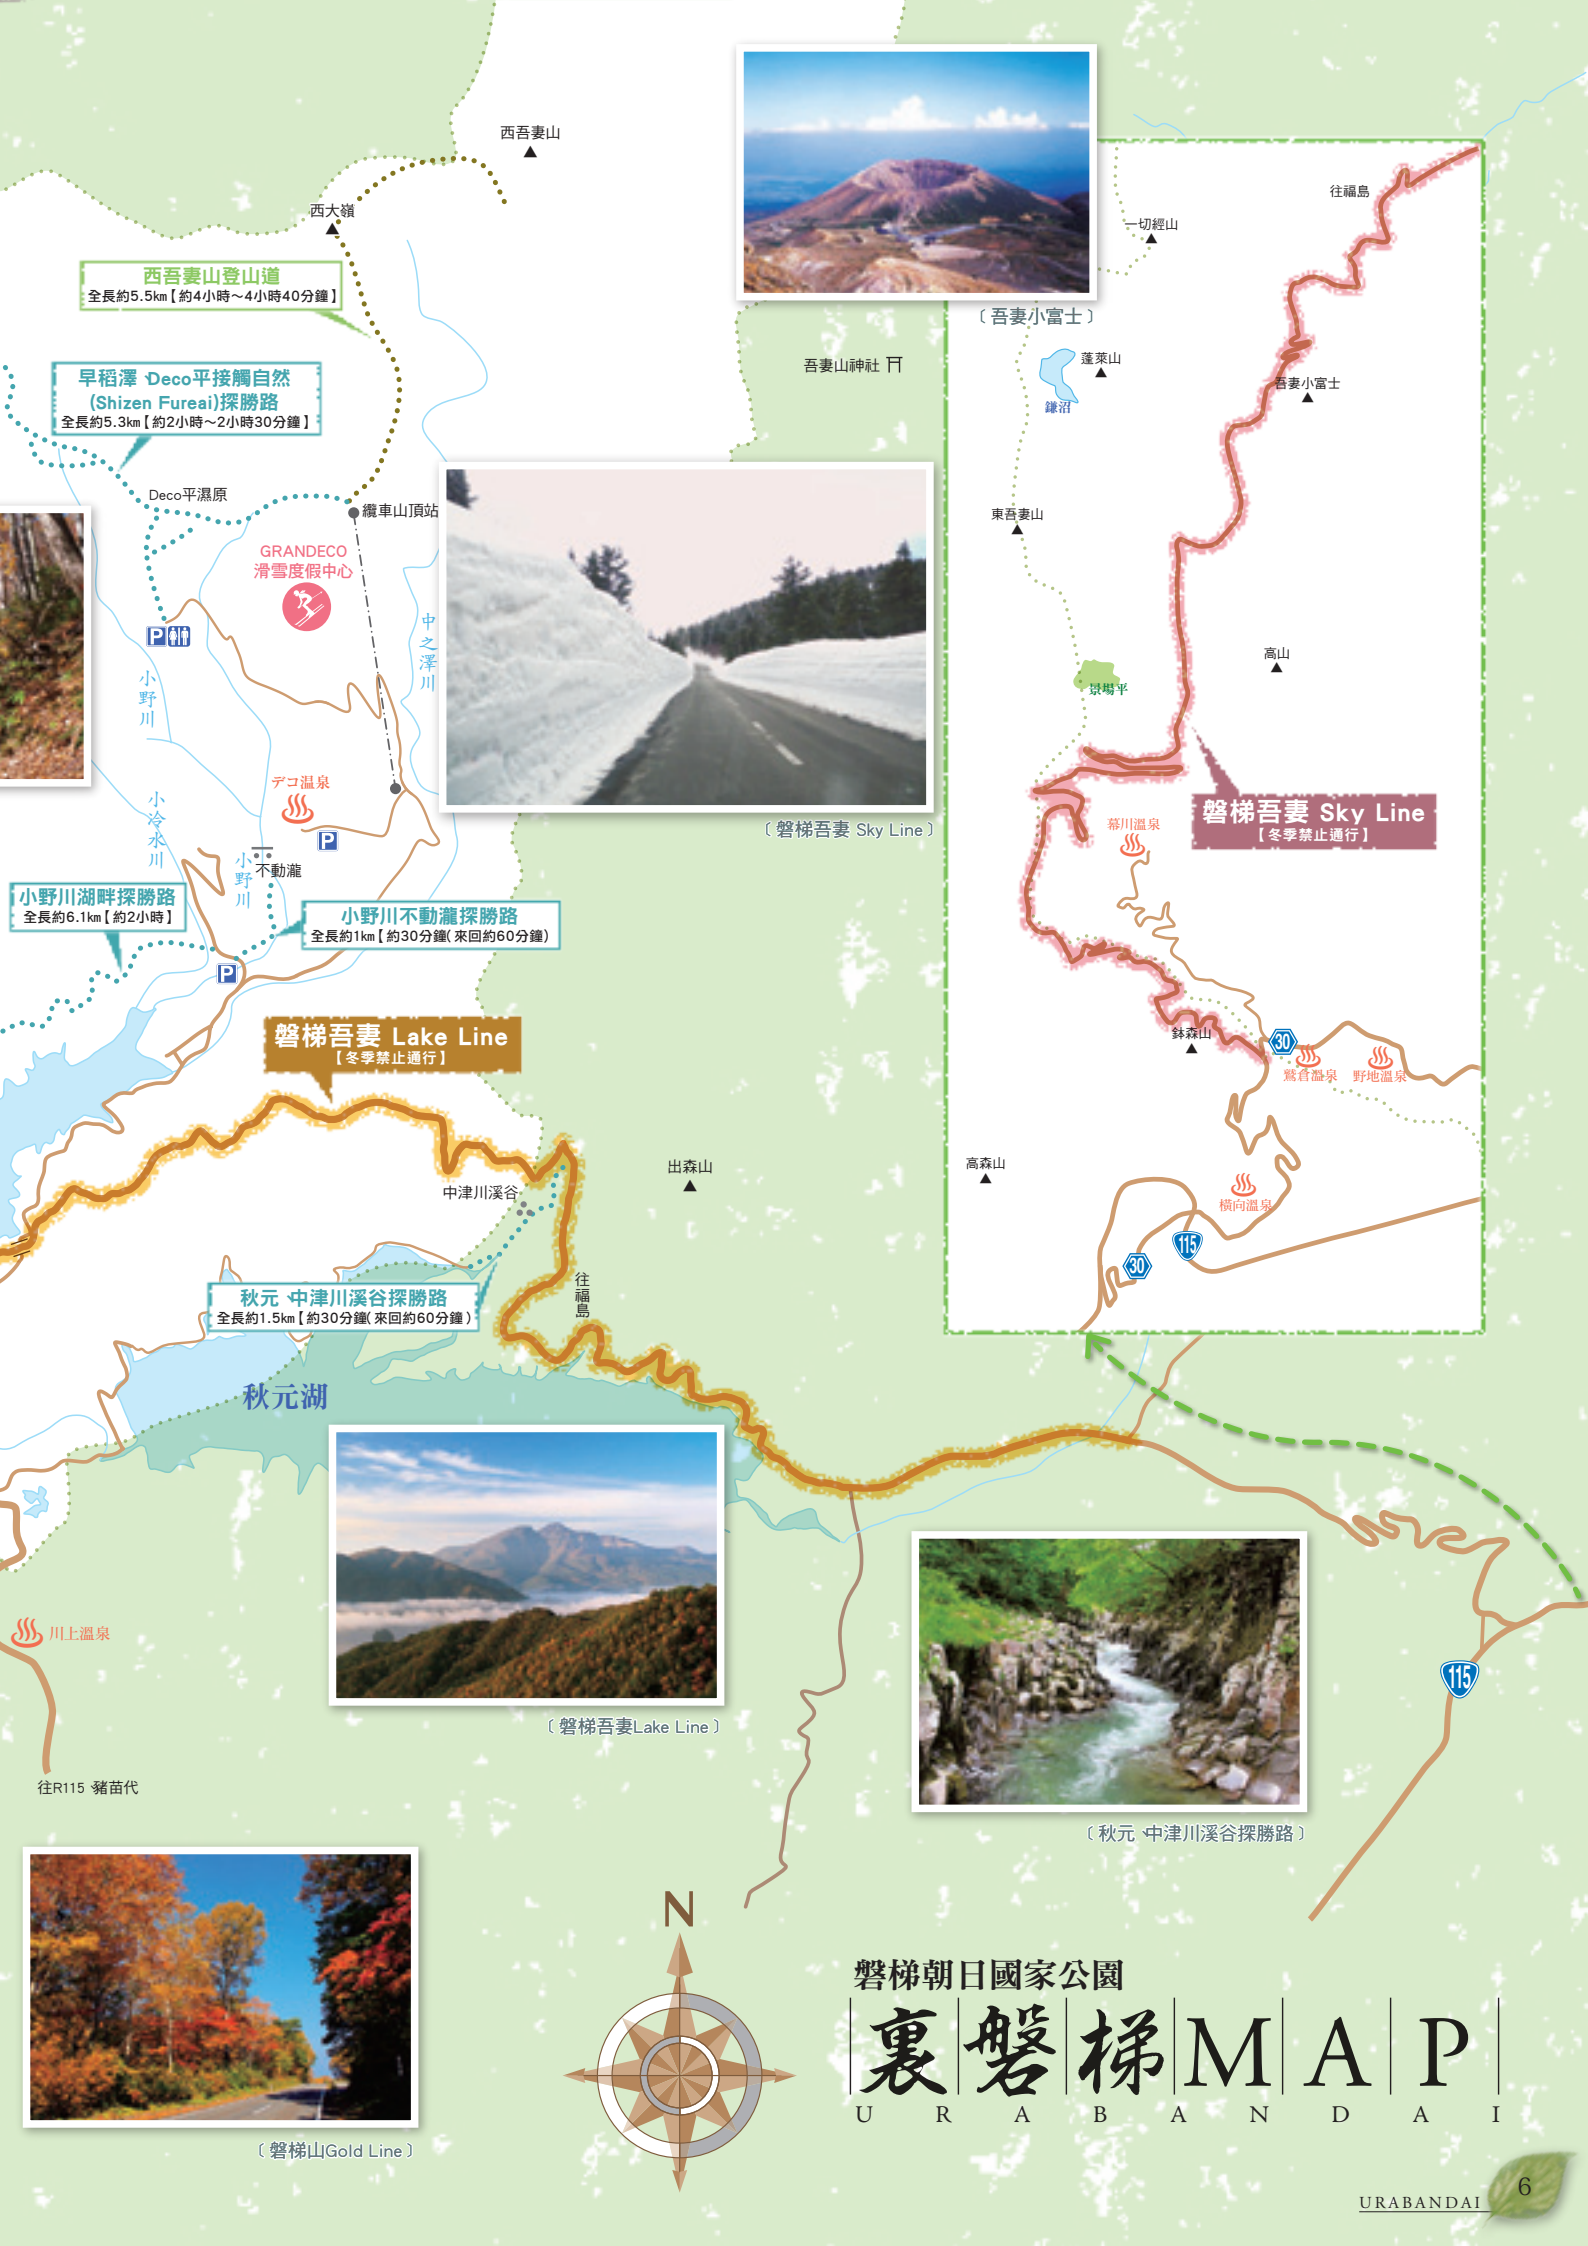 西吾妻山
西大嶺
西吾妻山登山道
全長約5.5km【約4小時～4小時40分鐘】
早稻澤、Deco平接觸自然
(Shizen Fureai)探勝路
全長約5.3km【約2小時～2小時30分鐘】
Deco平濕原
纜車山頂站
GRANDECO
滑雪度假中心
P
中之澤川
小野川
デコ温泉
小冷水川
P
小野川
不動瀧
小野川湖畔探勝路
全長約6.1km【約2小時】
小野川不動瀧探勝路
全長約1km【約30分鐘(來回約60分鐘)
P
磐梯吾妻 Lake Line
【冬季禁止通行】
中津川溪谷
出森山
往福島
秋元、中津川溪谷探勝路
全長約1.5km【約30分鐘(來回約60分鐘)
秋元湖
川上溫泉
往R115、豬苗代
〔吾妻小富士〕
吾妻山神社
〔磐梯吾妻 Sky Line〕
往福島
一切經山
蓬萊山
鎌沼
吾妻小富士
東吾妻山
高山
景場平
磐梯吾妻 Sky Line
【冬季禁止通行】
幕川溫泉
鉢森山
30
鷲倉溫泉
野地溫泉
高森山
橫向溫泉
115
30
〔磐梯吾妻Lake Line〕
〔秋元、中津川溪谷探勝路〕
115
〔磐梯山Gold Line〕
N
磐梯朝日國家公園
裏磐梯MAP
URABANDAI
URABANDAI
6